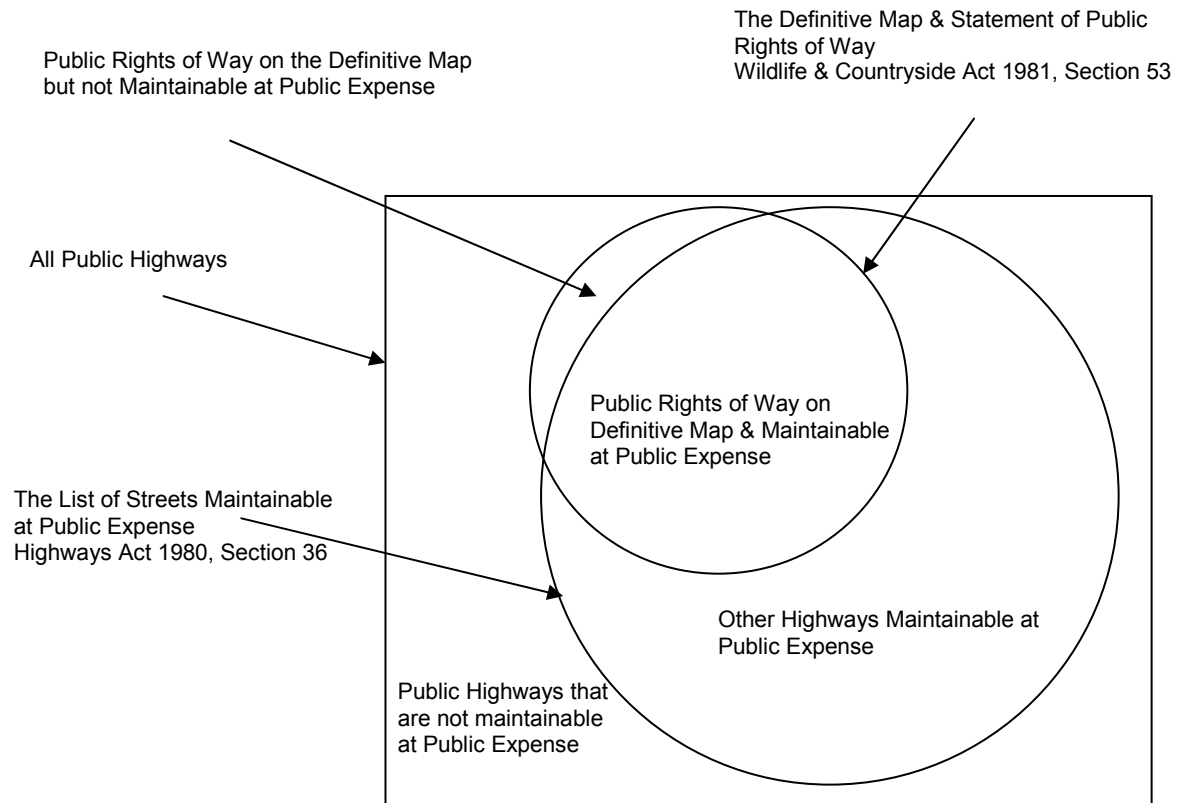 The Definitive Map & Statement of Public
Rights of Way
Wildlife & Countryside Act 1981, Section 53
Public Rights of Way on the Definitive Map
but not Maintainable at Public Expense
All Public Highways
Public Rights of Way on
Definitive Map & Maintainable
at Public Expense
The List of Streets Maintainable
at Public Expense
Highways Act 1980, Section 36
Other Highways Maintainable at
Public Expense
Public Highways that
are not maintainable
at Public Expense